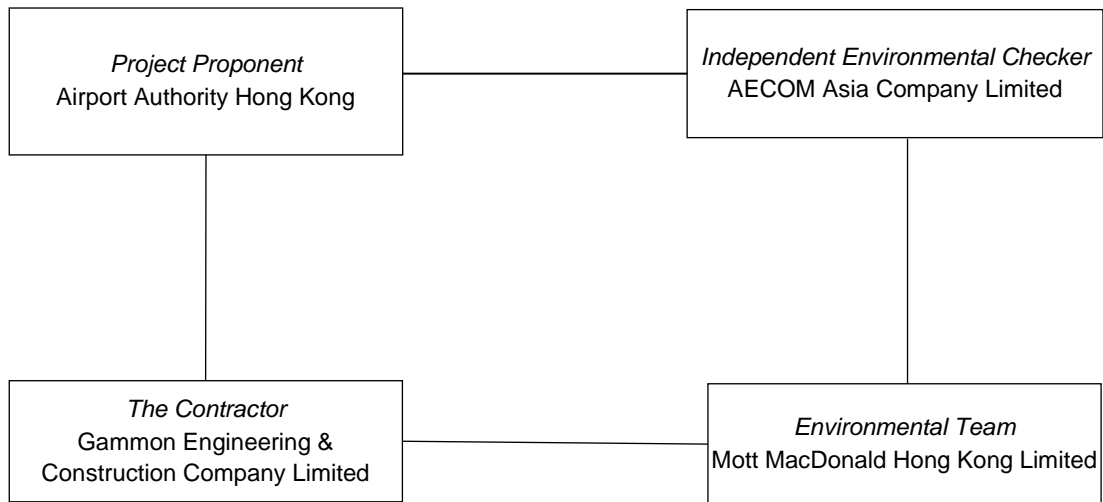 Project Proponent
Airport Authority Hong Kong
Independent Environmental Checker
AECOM Asia Company Limited
The Contractor
Gammon Engineering &
Construction Company Limited
Environmental Team
Mott MacDonald Hong Kong Limited